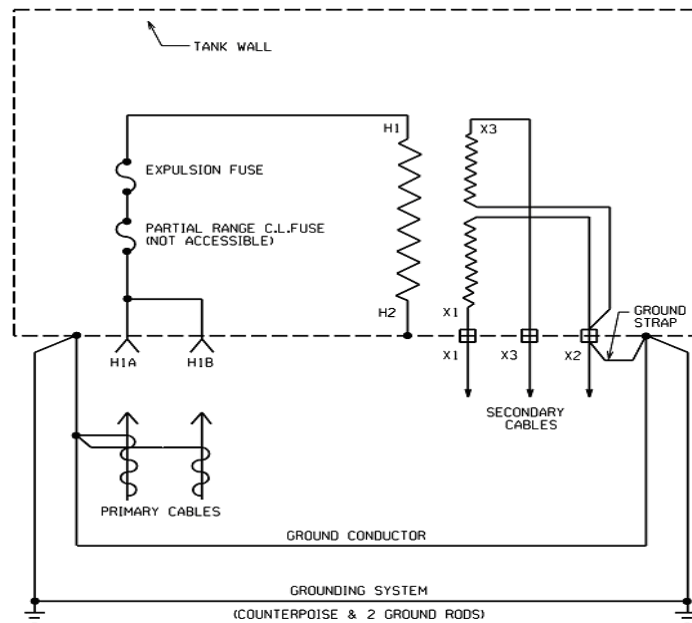 TANK WALL
H1
X3
EXPULSION FUSE
PARTIAL RANGE C.L.FUSE
(NOT ACCESSIBLE)
H2
X1
GROUND
STRAP
H1A
H1B
X1
X3
X2
SECONDARY
CABLES
PRIMARY CABLES
GROUND CONDUCTOR
GROUNDING SYSTEM
(COUNTERPOISE & 2 GROUND RODS)